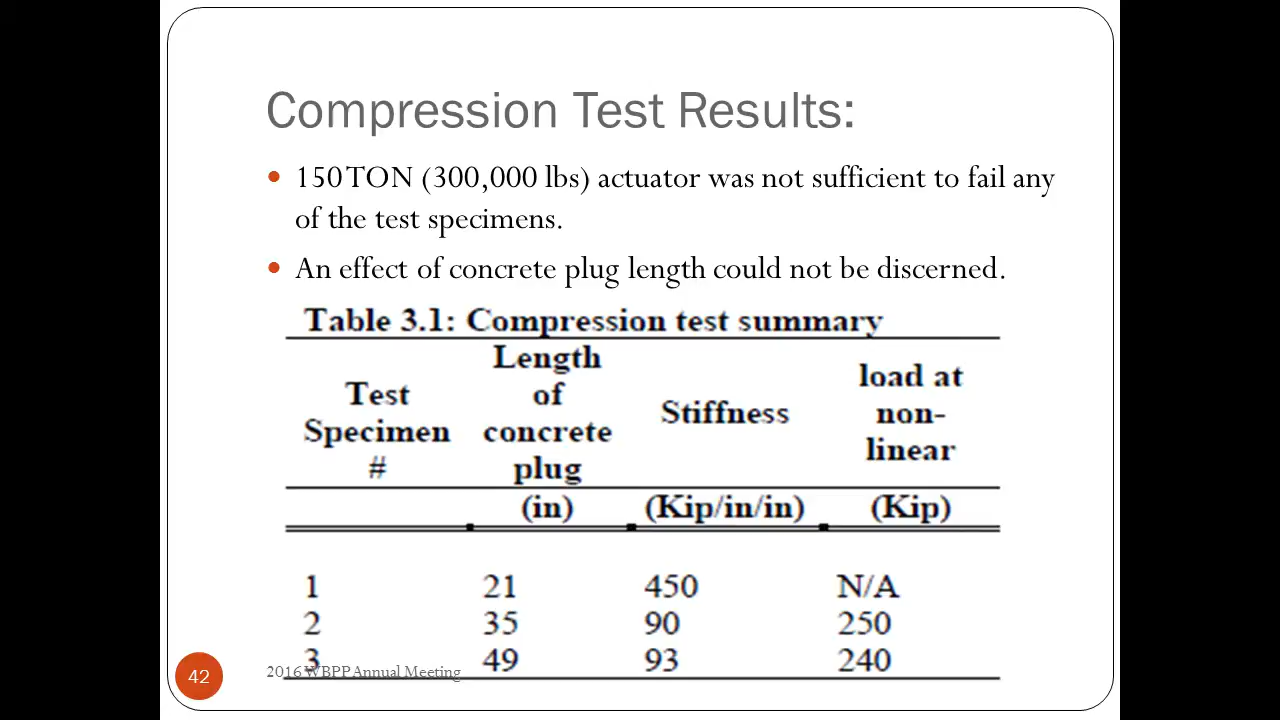 Compression Test Results:
150 TON (300,000 lbs) actuator was not sufficient to fail any
of the test specimens.
An effect of concrete plug length could not be discerned.
Table 3.1: Compression test summary
Test Specimen # Length of concrete plug Stiffness load at non-linear
(in) (Kip/in/in) (Kip)
1 21 450 N/A
2 35 90 250
3 49 93 240
42 2016 WBPP Annual Meeting